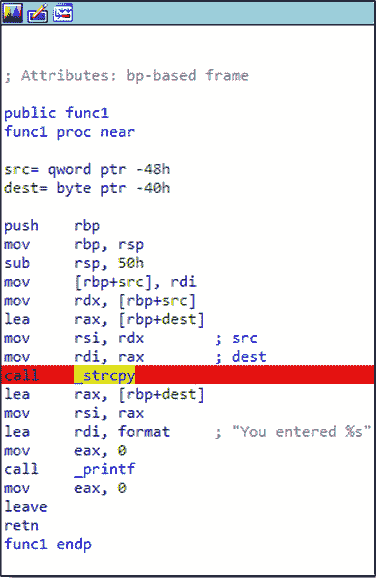 ; Attributes: bp-based frame
public func1
func1 proc near
src= qword ptr -48h
dest= byte ptr -40h
push rbp
mov rbp, rsp
sub rsp, 50h
mov [rbp+src], rdi
mov rdx, [rbp+src]
lea rax, [rbp+dest]
mov rsi, rdx ; src
mov rdi, rax ; dest
call _strcpy
lea rax, [rbp+dest]
mov rsi, rax
lea rdi, format ; "You entered %s"
mov eax, 0
call _printf
mov eax, 0
leave
retn
func1 endp